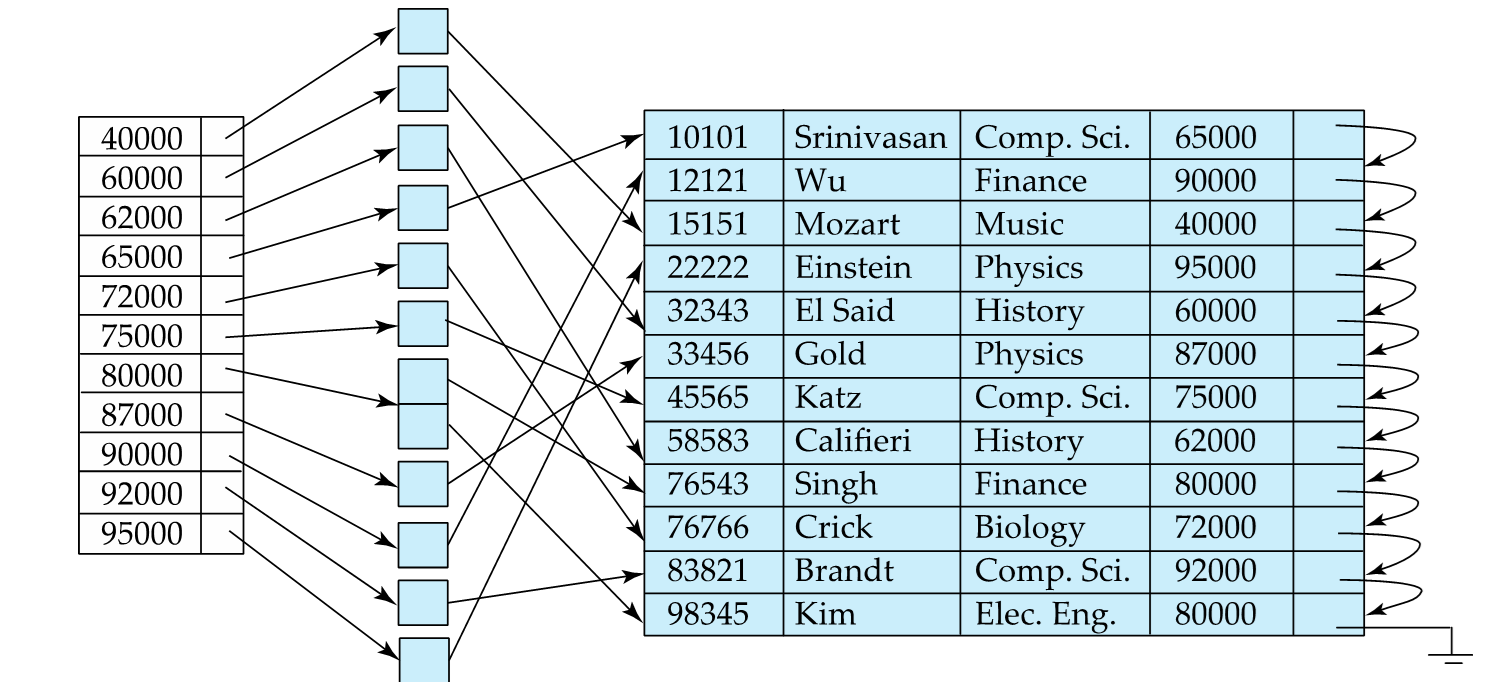 40000
60000
62000
65000
72000
75000
80000
87000
90000
92000
95000
10101 Srinivasan Comp. Sci. 65000
12121 Wu Finance 90000
15151 Mozart Music 40000
22222 Einstein Physics 95000
32343 El Said History 60000
33456 Gold Physics 87000
45565 Katz Comp. Sci. 75000
58583 Califieri History 62000
76543 Singh Finance 80000
76766 Crick Biology 72000
83821 Brandt Comp. Sci. 92000
98345 Kim Elec. Eng. 80000